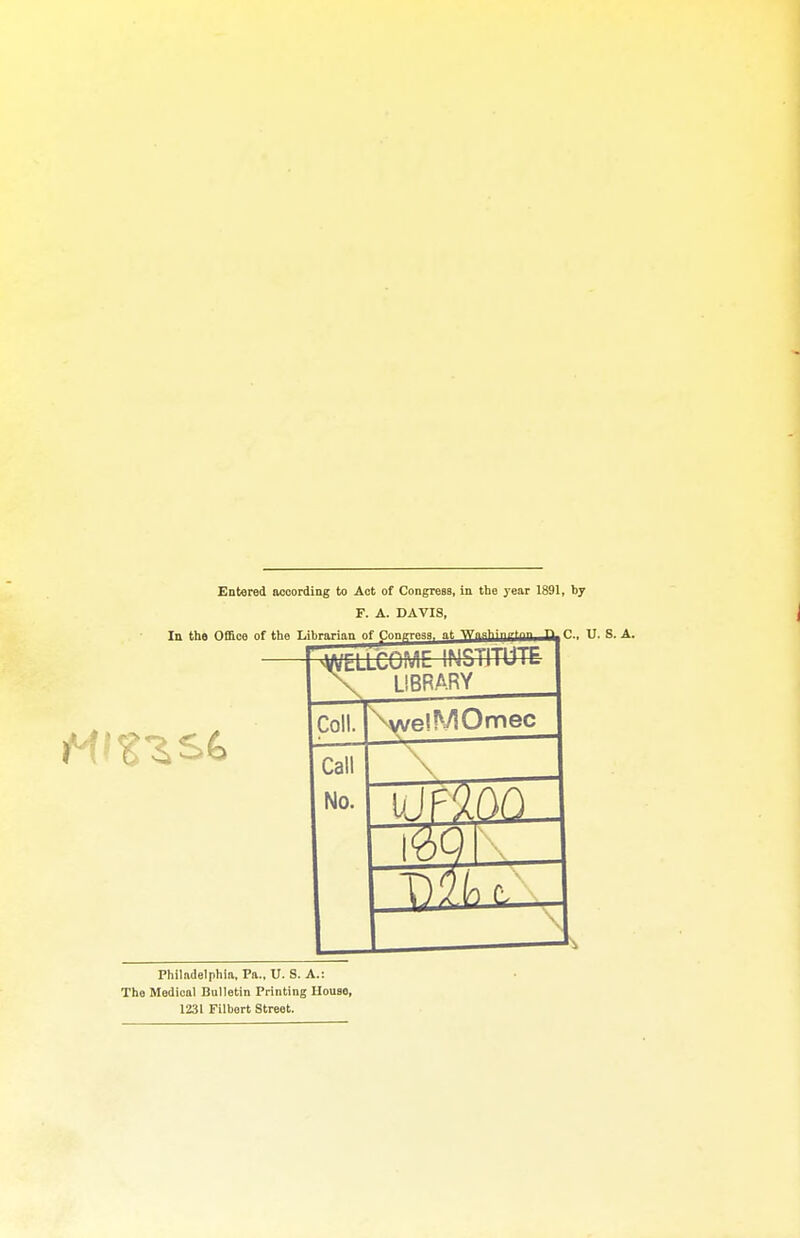 Entered according to Act of Congress, in the year 1891, by
F. A. DAVIS,
In the Office of the Librarian of Congress, at Washington, D. C., U. S. A.
WELLCOME INSTITUTE
LIBRARY
Coll. welMOmec
Call
No. WF200
1891
D26c
M18356
Philadelphia, Pa., U. S. A.:
The Medical Bulletin Printing House,
1231 Filbert Street.